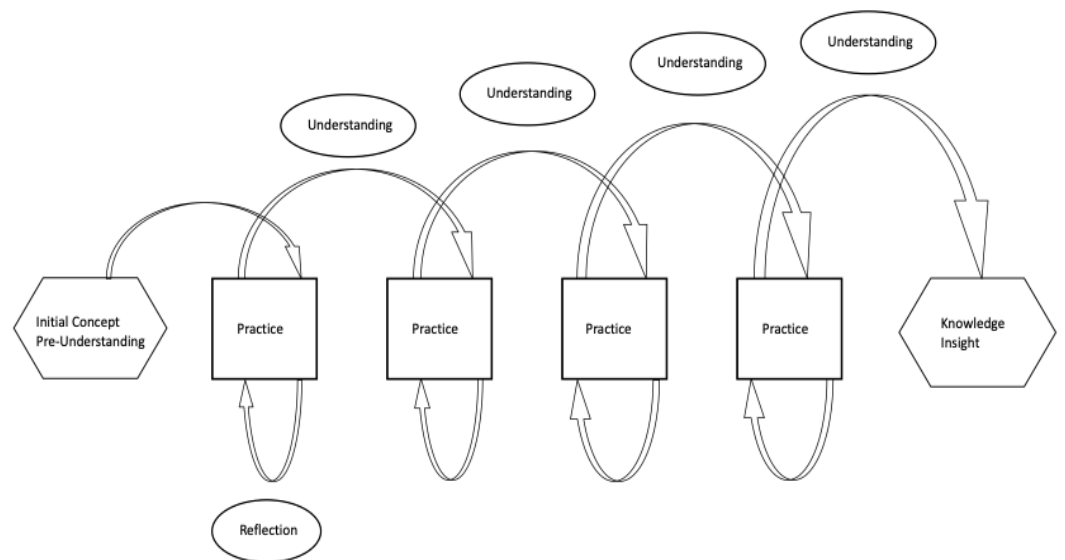 Understanding
Understanding
Understanding
Understanding
Initial Concept
Pre-Understanding
Practice
Practice
Practice
Practice
Knowledge
Insight
Reflection